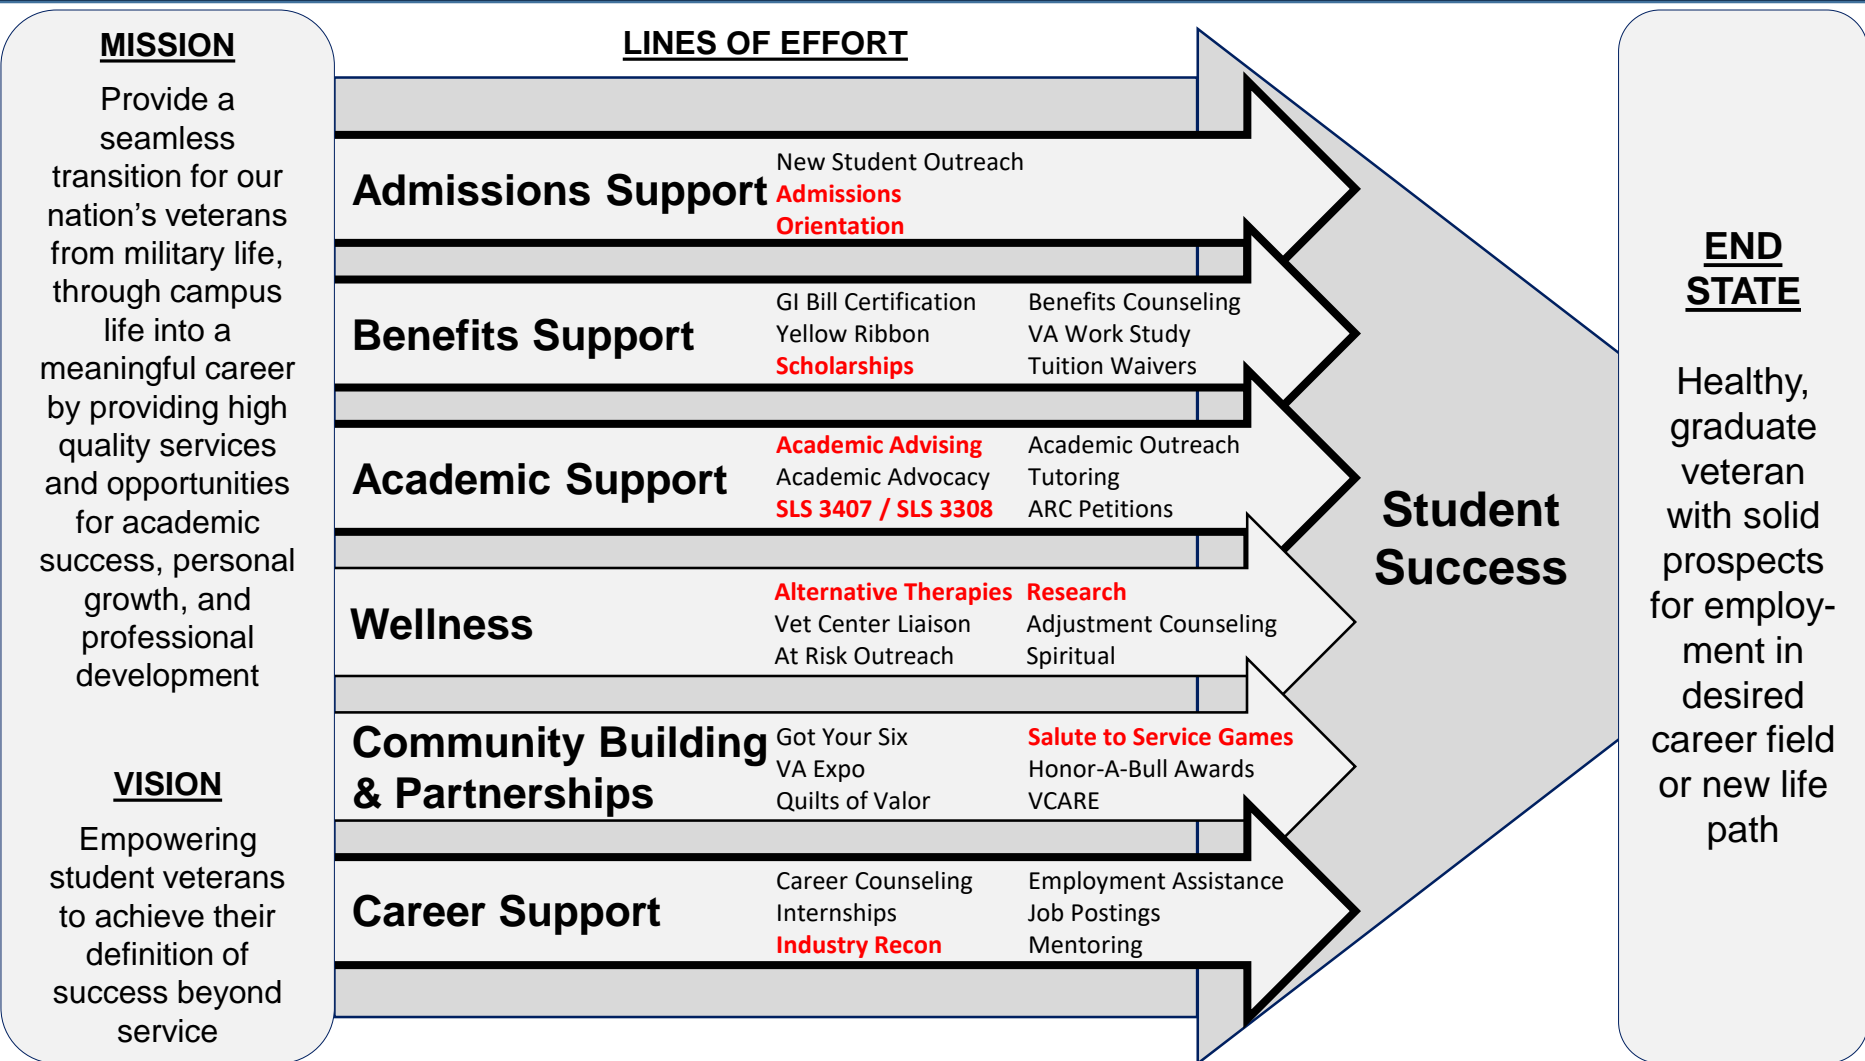 MISSION
Provide a
seamless
transition for our
nation’s veterans
from military life,
through campus
life into a
meaningful career
by providing high
quality services
and opportunities
for academic
success, personal
growth, and
professional
development
VISION
Empowering
student veterans
to achieve their
definition of
success beyond
service
LINES OF EFFORT
Admissions Support
New Student Outreach
Admissions
Orientation
Benefits Support
GI Bill Certification
Yellow Ribbon
Scholarships
Benefits Counseling
VA Work Study
Tuition Waivers
Academic Support
Academic Advising
Academic Advocacy
SLS 3407 / SLS 3308
Academic Outreach
Tutoring
ARC Petitions
Wellness
Alternative Therapies
Vet Center Liaison
At Risk Outreach
Research
Adjustment Counseling
Spiritual
Community Building
& Partnerships
Got Your Six
VA Expo
Quilts of Valor
Salute to Service Games
Honor-A-Bull Awards
VCARE
Career Support
Career Counseling
Internships
Industry Recon
Employment Assistance
Job Postings
Mentoring
Student
Success
END
STATE
Healthy,
graduate
veteran
with solid
prospects
for employ-
ment in
desired
career field
or new life
path